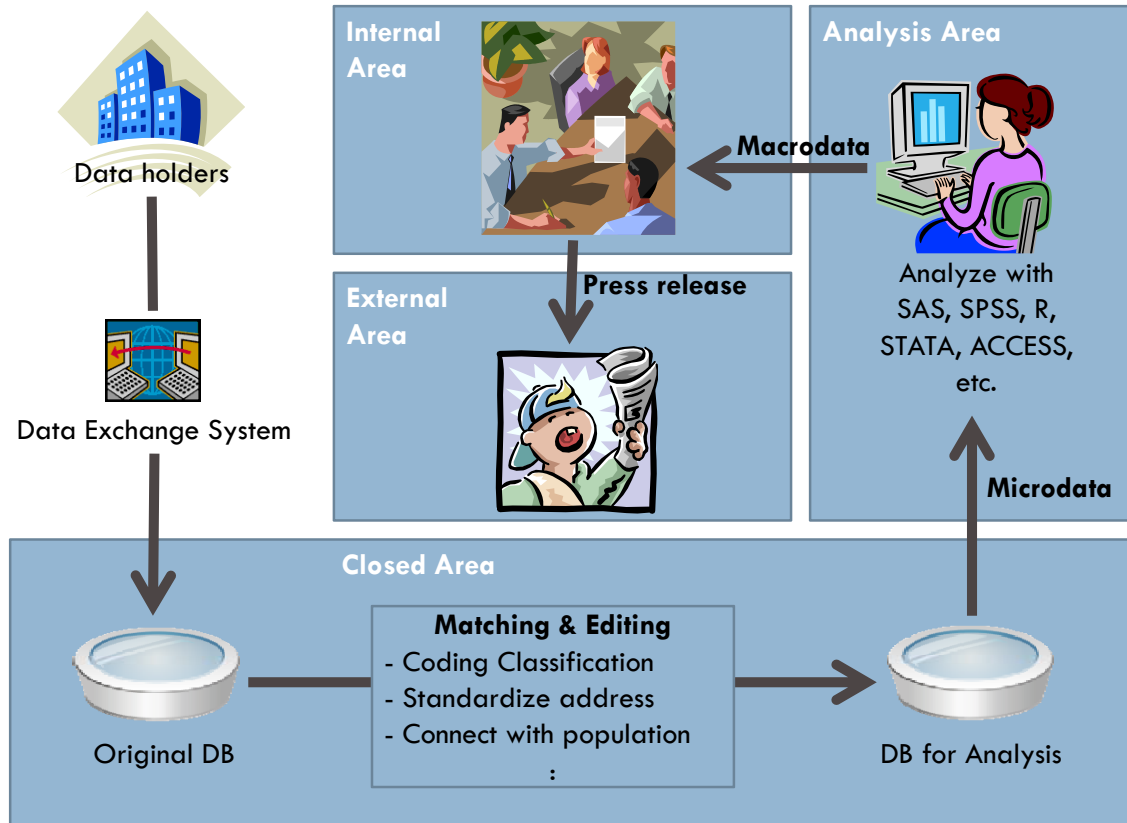 Data holders
Data Exchange System
Internal
Area
Macrodata
Press release
External
Area
Analysis Area
Analyze with
SAS, SPSS, R,
STATA, ACCESS,
etc.
Microdata
Closed Area
Original DB
Matching & Editing
- Coding Classification
- Standardize address
- Connect with population
:
DB for Analysis